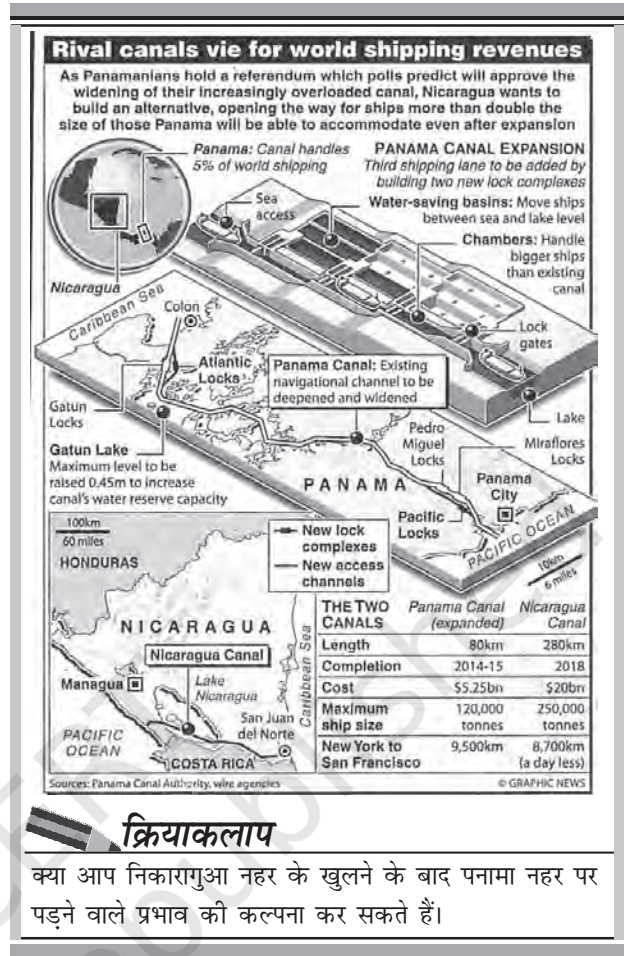 Rival canals vie for world shipping revenues
As Panamanians hold a referendum which polls predict will approve the
widening of their increasingly overloaded canal, Nicaragua wants to
build an alternative, opening the way for ships more than double the
size of those Panama will be able to accommodate even after expansion
Panama: Canal handles
5% of world shipping
PANAMA CANAL EXPANSION
Third shipping lane to be added by
building two new lock complexes
Water-saving basins: Move ships
between sea and lake level
Chambers: Handle
bigger ships
than existing
canal
Sea
access
Lock
gates
Lake
Nicaragua
Caribbean Sea
Colon
Atlantic
Locks
Panama Canal: Existing
navigational channel to be
deepened and widened
Gatun
Locks
Gatun Lake
Maximum level to be
raised 0.45m to increase
canal's water reserve capacity
Pedro
Miguel
Locks
Miraflores
Locks
PANAMA
Panama
City
Pacific
Locks
PACIFIC OCEAN
10km
6 miles
100km
60 miles
HONDURAS
New lock
complexes
New access
channels
NICARAGUA
Nicaragua Canal
Managua
Lake
Nicaragua
San Juan
del Norte
Caribbean Sea
PACIFIC
OCEAN
COSTA RICA
THE TWO CANALS Panama Canal (expanded) Nicaragua Canal
Length 80km 280km
Completion 2014-15 2018
Cost $5.25bn $20bn
Maximum ship size 120,000 tonnes 250,000 tonnes
New York to San Francisco 9,500km 8,700km (a day less)
Sources: Panama Canal Authority, wire agencies
© GRAPHIC NEWS
क्रियाकलाप
क्या आप निकारागुआ नहर के खुलने के बाद पनामा नहर पर
पड़ने वाले प्रभाव की कल्पना कर सकते हैं।